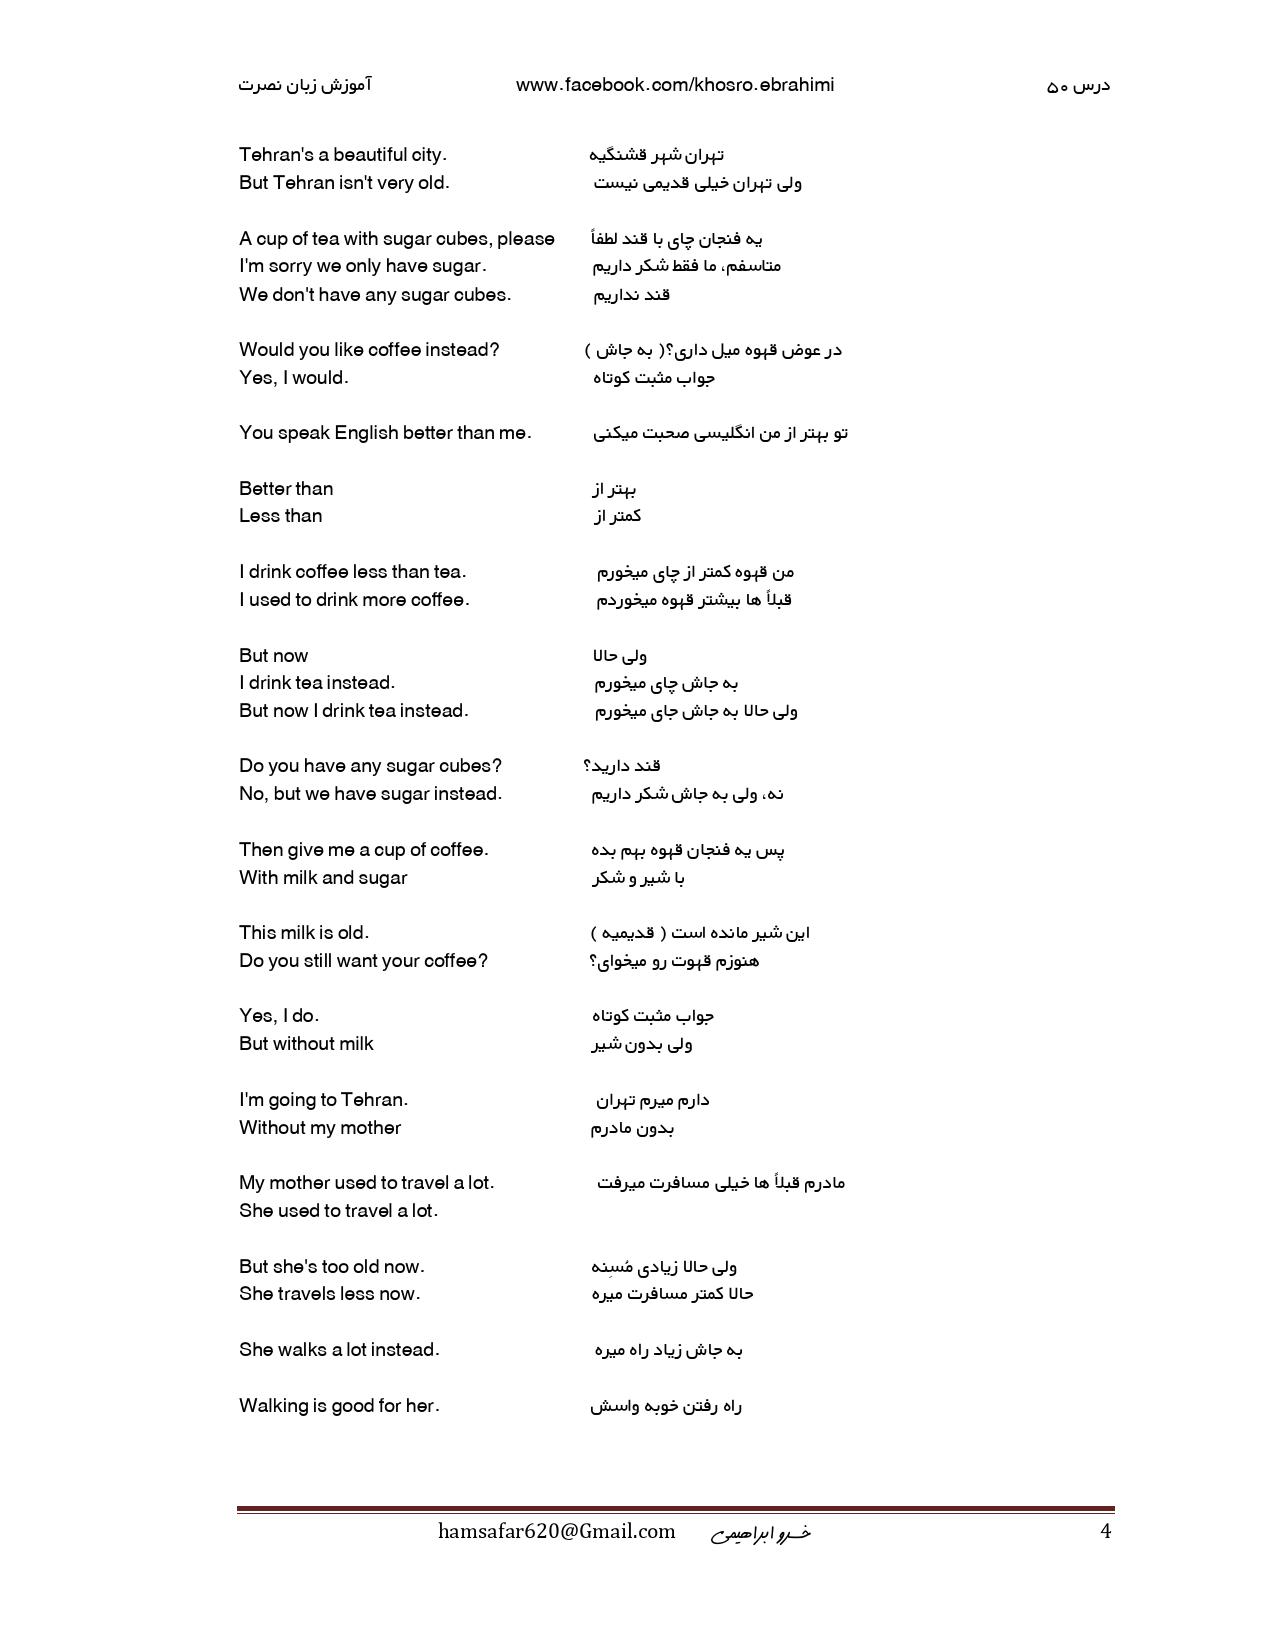 آموزش زبان نصرت www.facebook.com/khosro.ebrahimi درس ۵۰
Tehran's a beautiful city. تهران شهر قشنگیه
But Tehran isn't very old. ولی تهران خیلی قدیمی نیست
A cup of tea with sugar cubes, please یه فنجان چای با قند لطفاً
I'm sorry we only have sugar. متاسفم، ما فقط شکر داریم
We don't have any sugar cubes. قند نداریم
Would you like coffee instead? در عوض قهوه میل داری؟( به جاش )
Yes, I would. جواب مثبت کوتاه
You speak English better than me. تو بهتر از من انگلیسی صحبت میکنی
Better than بهتر از
Less than کمتر از
I drink coffee less than tea. من قهوه کمتر از چای میخورم
I used to drink more coffee. قبلاً ها بیشتر قهوه میخوردم
But now ولی حالا
I drink tea instead. به جاش چای میخورم
But now I drink tea instead. ولی حالا به جاش جای میخورم
Do you have any sugar cubes? قند دارید؟
No, but we have sugar instead. نه، ولی به جاش شکر داریم
Then give me a cup of coffee. پس یه فنجان قهوه بهم بده
With milk and sugar با شیر و شکر
This milk is old. این شیر مانده است ( قدیمیه )
Do you still want your coffee? هنوزم قهوت رو میخوای؟
Yes, I do. جواب مثبت کوتاه
But without milk ولی بدون شیر
I'm going to Tehran. دارم میرم تهران
Without my mother بدون مادرم
My mother used to travel a lot. مادرم قبلاً ها خیلی مسافرت میرفت
She used to travel a lot.
But she's too old now. ولی حالا زیادی مُسِنه
She travels less now. حالا کمتر مسافرت میره
She walks a lot instead. به جاش زیاد راه میره
Walking is good for her. راه رفتن خوبه واسش
hamsafar620@Gmail.com خسرو ابراهیمی 4